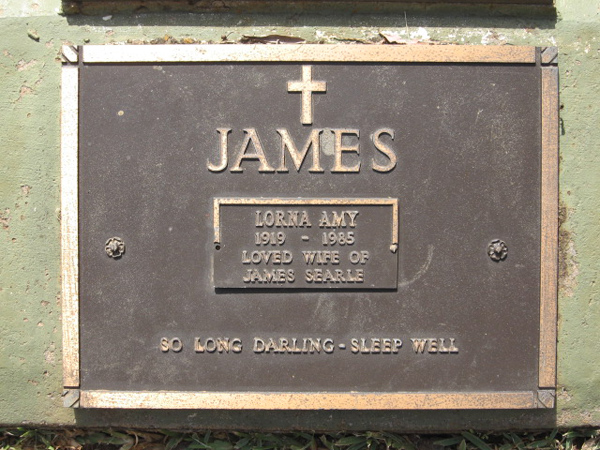 JAMES
LORNA AMY
1919 - 1985
LOVED WIFE OF
JAMES SEARLE
SO LONG DARLING - SLEEP WELL